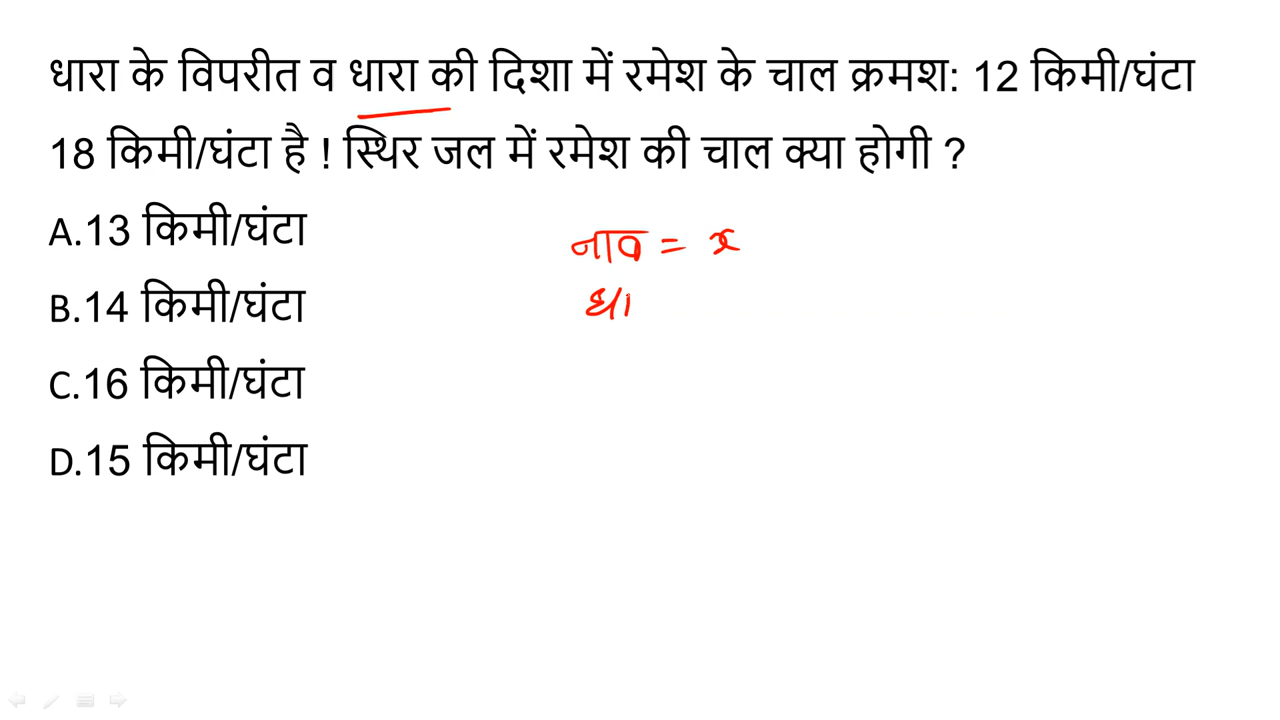 धारा के विपरीत व धारा की दिशा में रमेश के चाल क्रमश: 12 किमी/घंटा
18 किमी/घंटा है ! स्थिर जल में रमेश की चाल क्या होगी ?
A.13 किमी/घंटा
नाव = x
B.14 किमी/घंटा
धा
C.16 किमी/घंटा
D.15 किमी/घंटा